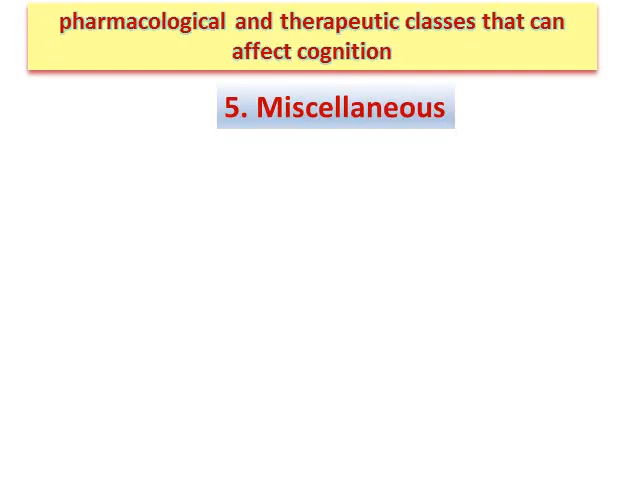 pharmacological and therapeutic classes that can
affect cognition
5. Miscellaneous